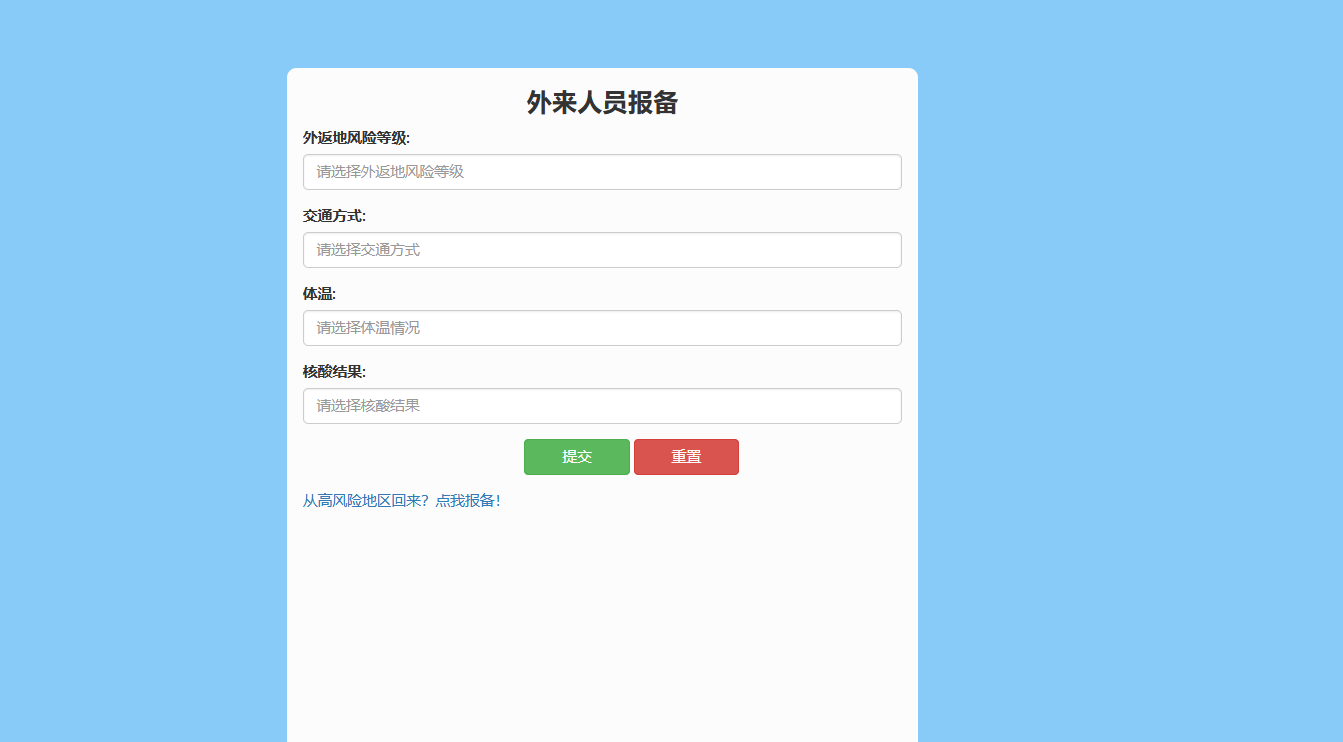 外来人员报备
外返地风险等级:
请选择外返地风险等级
交通方式:
请选择交通方式
体温:
请选择体温情况
核酸结果:
请选择核酸结果
提交 重置
从高风险地区回来？点我报备！